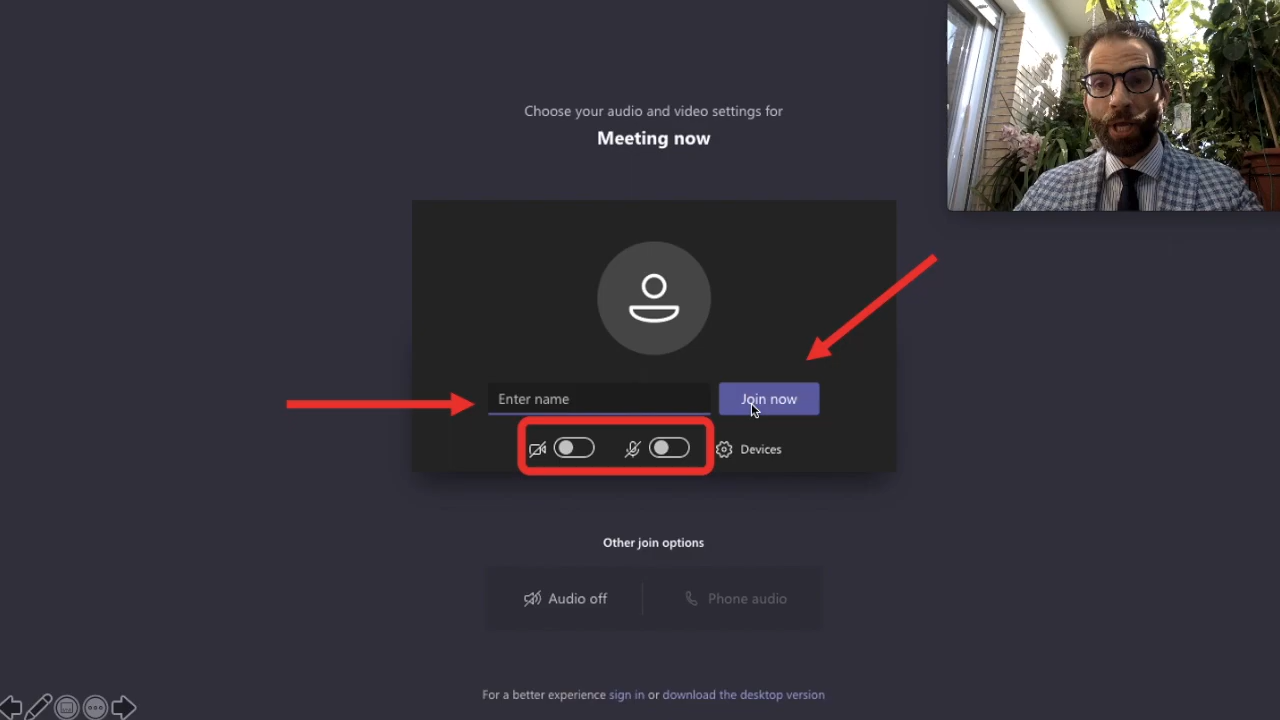 Choose your audio and video settings for
Meeting now
Enter name
Join now
Devices
Other join options
Audio off
Phone audio
For a better experience sign in or download the desktop version